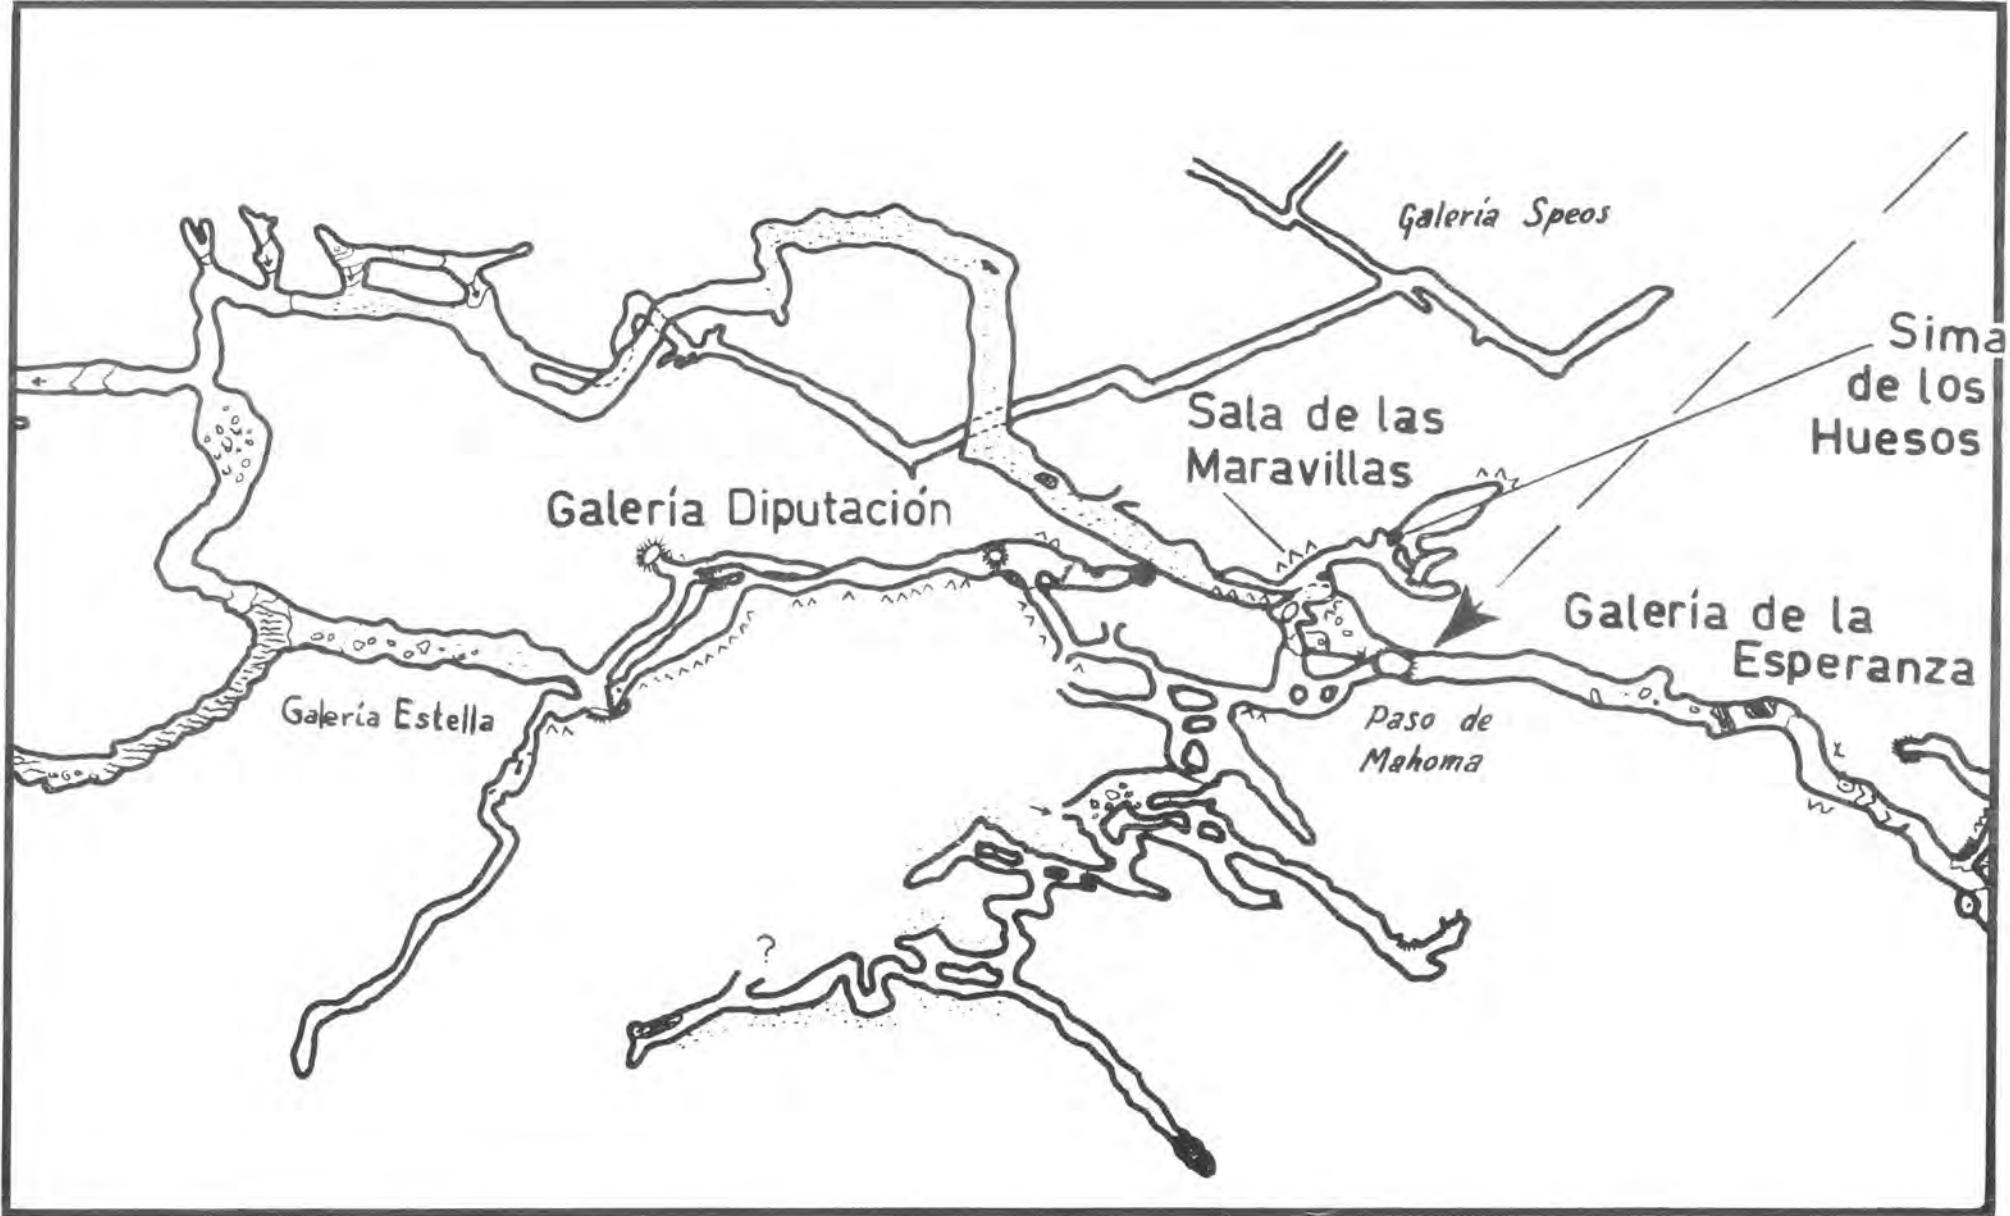 Galería Speos
Sima
de los
Huesos
Sala de las
Maravillas
Galería Diputación
Galería de la
Esperanza
Galería Estella
Paso de
Mahoma
?